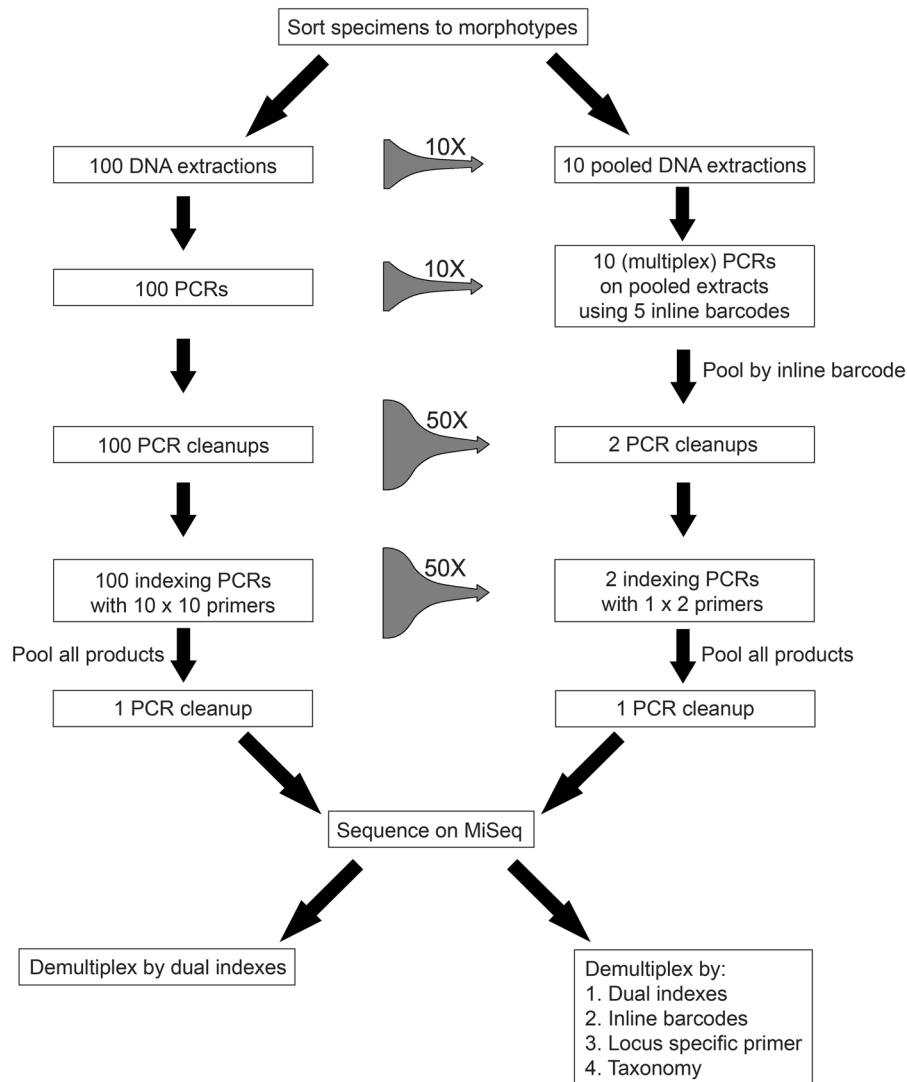 Sort specimens to morphotypes
100 DNA extractions
10X
10 pooled DNA extractions
100 PCRs
10X
10 (multiplex) PCRs
on pooled extracts
using 5 inline barcodes
Pool by inline barcode
100 PCR cleanups
50X
2 PCR cleanups
100 indexing PCRs
with 10 x 10 primers
50X
2 indexing PCRs
with 1 x 2 primers
Pool all products
Pool all products
1 PCR cleanup
1 PCR cleanup
Sequence on MiSeq
Demultiplex by dual indexes
Demultiplex by:
1. Dual indexes
2. Inline barcodes
3. Locus specific primer
4. Taxonomy